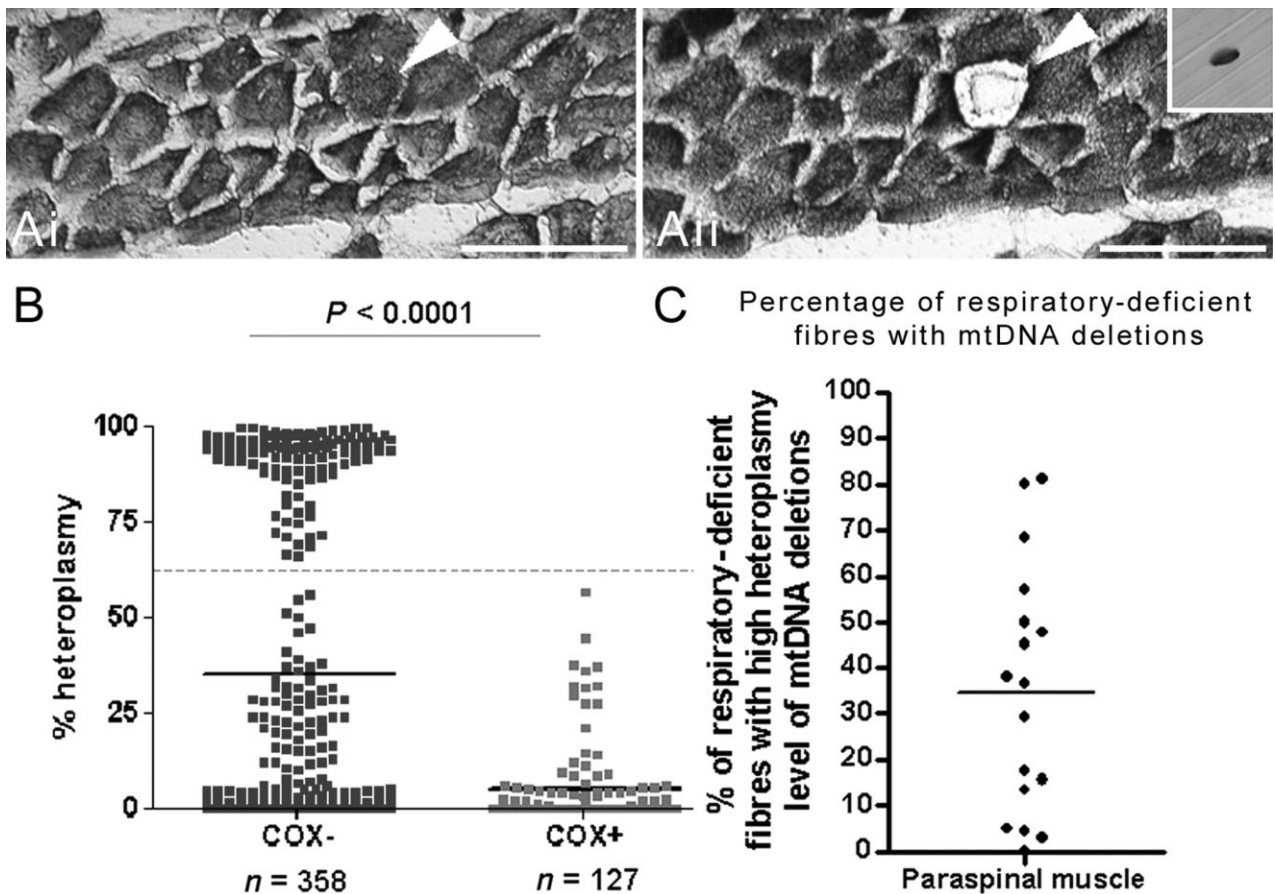 Ai
Aii
B
P < 0.0001
% heteroplasmy
100
75
50
25
0
COX-
COX+
n = 358
n = 127
C
Percentage of respiratory-deficient
fibres with mtDNA deletions
% of respiratory-deficient
fibres with high heteroplasmy
level of mtDNA deletions
100
90
80
70
60
50
40
30
20
10
0
Paraspinal muscle